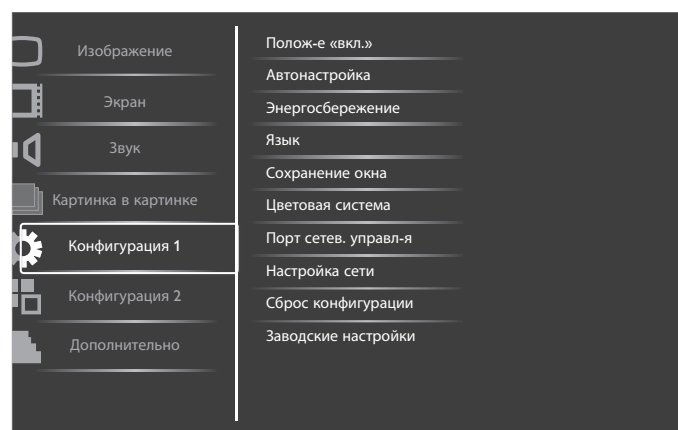 Изображение
Экран
Звук
Картинка в картинке
Конфигурация 1
Конфигурация 2
Дополнительно
Полож-е «вкл.»
Автонастройка
Энергосбережение
Язык
Сохранение окна
Цветовая система
Порт сетев. управл-я
Настройка сети
Сброс конфигурации
Заводские настройки